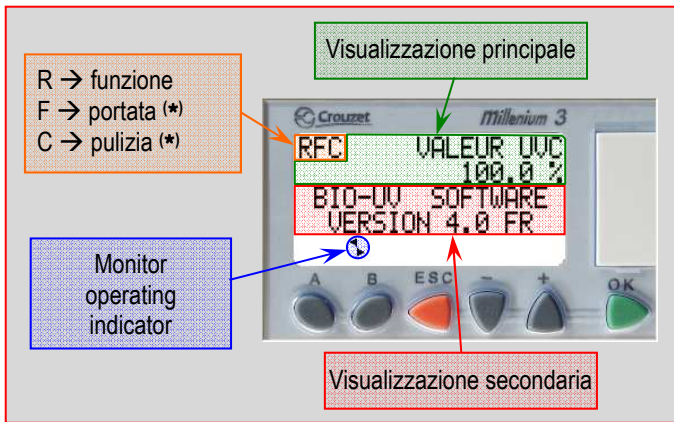 Visualizzazione principale
R → funzione
F → portata (*)
C → pulizia (*)
Crouzet
Millenium 3
RFC VALEUR UVC
100.0 %
BIO-UV SOFTWARE
VERSION 4.0 FR
Monitor
operating
indicator
A B ESC − + OK
Visualizzazione secondaria